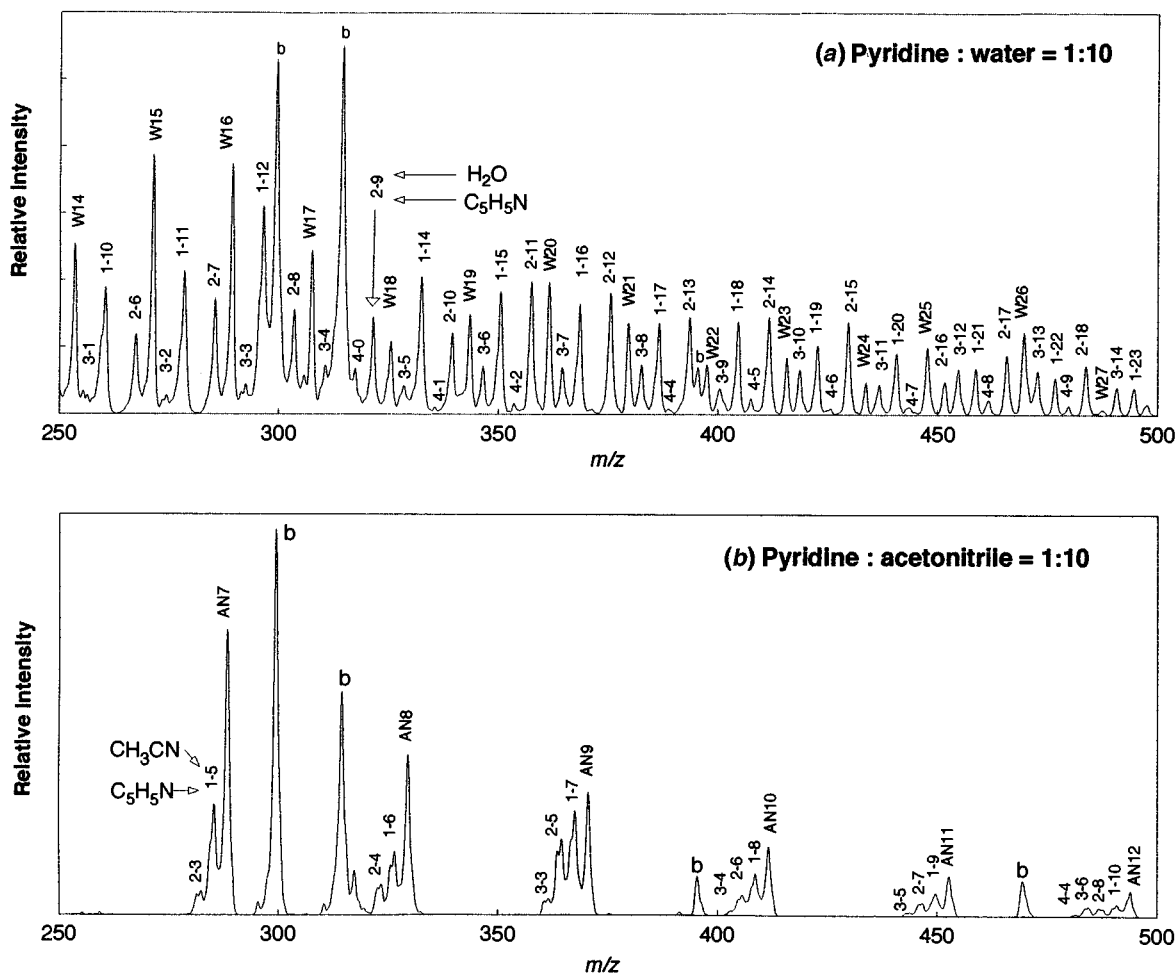 (a) Pyridine : water = 1:10
Relative Intensity
W14
3-1
1-10
2-6
W15
3-2
1-11
2-7
W16
3-3
1-12
b
2-8
W17
3-4
b
4-0
2-9
H₂O
C₅H₅N
W18
3-5
1-14
4-1
2-10
W19
3-6
1-15
4-2
2-11
W20
3-7
1-16
2-12
W21
3-8
1-17
4-4
2-13
b
W22
3-9
1-18
4-5
2-14
W23
3-10
1-19
4-6
2-15
W24
3-11
1-20
4-7
W25
2-16
3-12
1-21
4-8
2-17
W26
3-13
1-22
4-9
2-18
W27
3-14
1-23
250 300 350 400 450 500
m/z
(b) Pyridine : acetonitrile = 1:10
Relative Intensity
CH₃CN
C₅H₅N
2-3
1-5
AN7
b
b
2-4
1-6
AN8
3-3
2-5
1-7
AN9
b
3-4
2-6
1-8
AN10
3-5
2-7
1-9
AN11
b
4-4
3-6
2-8
1-10
AN12
250 300 350 400 450 500
m/z